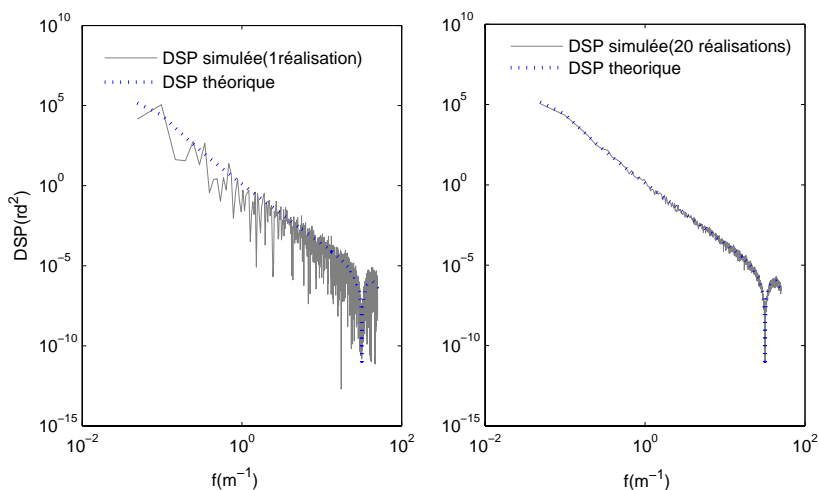 DSP simulée(1réalisation)
DSP théorique
10^10
10^5
10^0
10^−5
10^−10
10^−15
DSP(rd^2)
10^−2
10^0
10^2
f(m^−1)
DSP simulée(20 réalisations)
DSP theorique
10^10
10^5
10^0
10^−5
10^−10
10^−15
10^−2
10^0
10^2
f(m^−1)